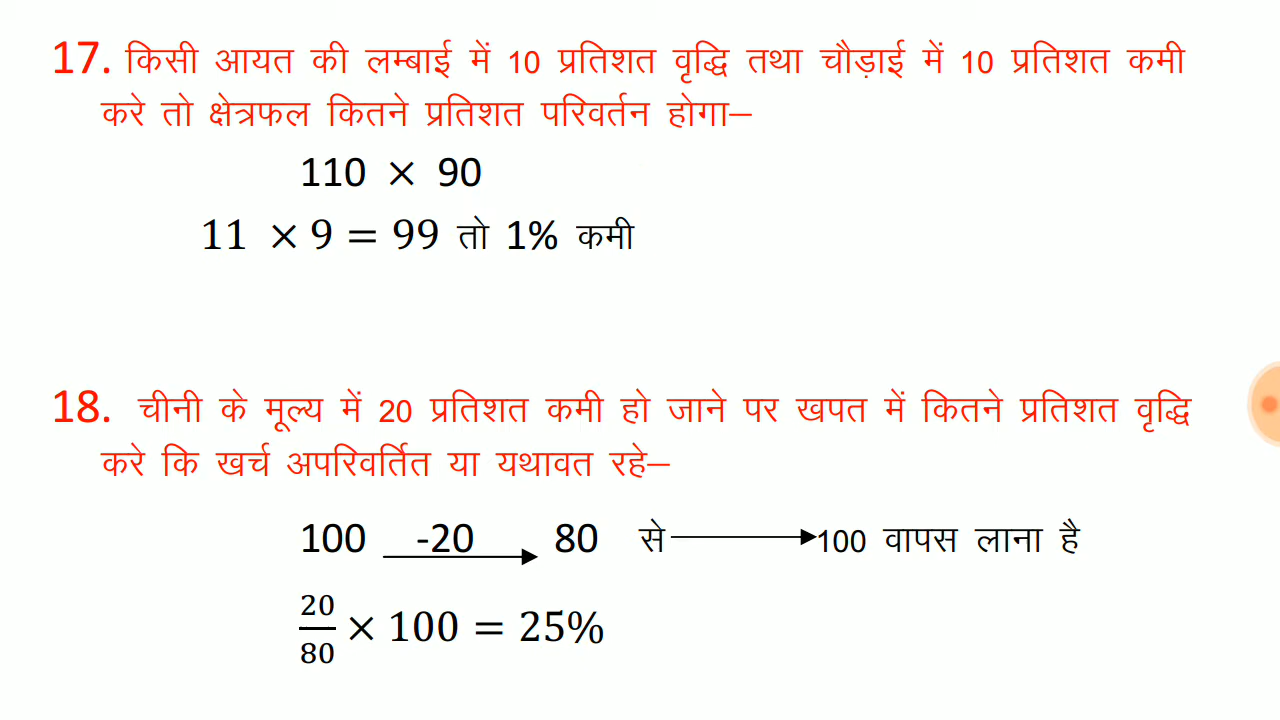 17. किसी आयत की लम्बाई में 10 प्रतिशत वृद्धि तथा चौड़ाई में 10 प्रतिशत कमी
करे तो क्षेत्रफल कितने प्रतिशत परिवर्तन होगा–
110 × 90
11 × 9 = 99 तो 1% कमी
18. चीनी के मूल्य में 20 प्रतिशत कमी हो जाने पर खपत में कितने प्रतिशत वृद्धि
करे कि खर्च अपरिवर्तित या यथावत रहे–
100 -20 80 से 100 वापस लाना है
20/80 × 100 = 25%